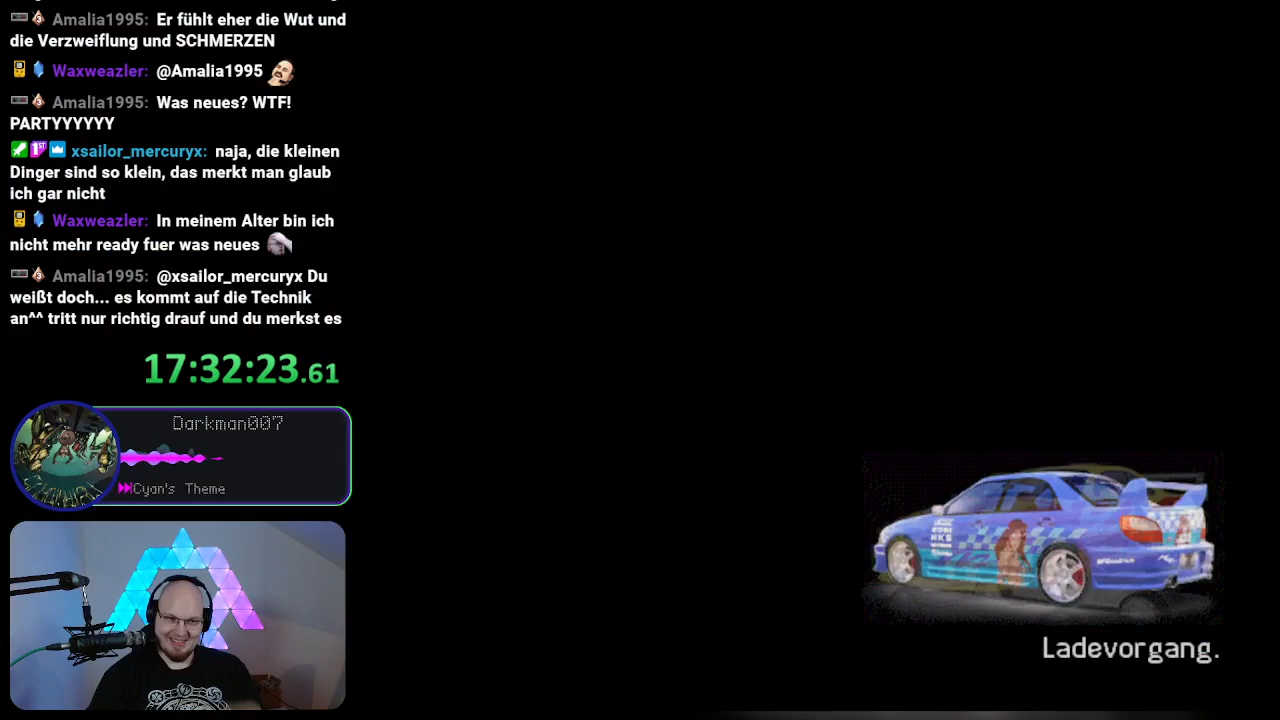 Amalia1995: Er fühlt eher die Wut und
die Verzweiflung und SCHMERZEN
Waxweazler: @Amalia1995
Amalia1995: Was neues? WTF!
PARTYYYYYY
xsailor_mercuryx: naja, die kleinen
Dinger sind so klein, das merkt man glaub
ich gar nicht
Waxweazler: In meinem Alter bin ich
nicht mehr ready fuer was neues
Amalia1995: @xsailor_mercuryx Du
weißt doch... es kommt auf die Technik
an^^ tritt nur richtig drauf und du merkst es
17:32:23.61
Darkman007
Cyan's Theme
Ladevorgang.